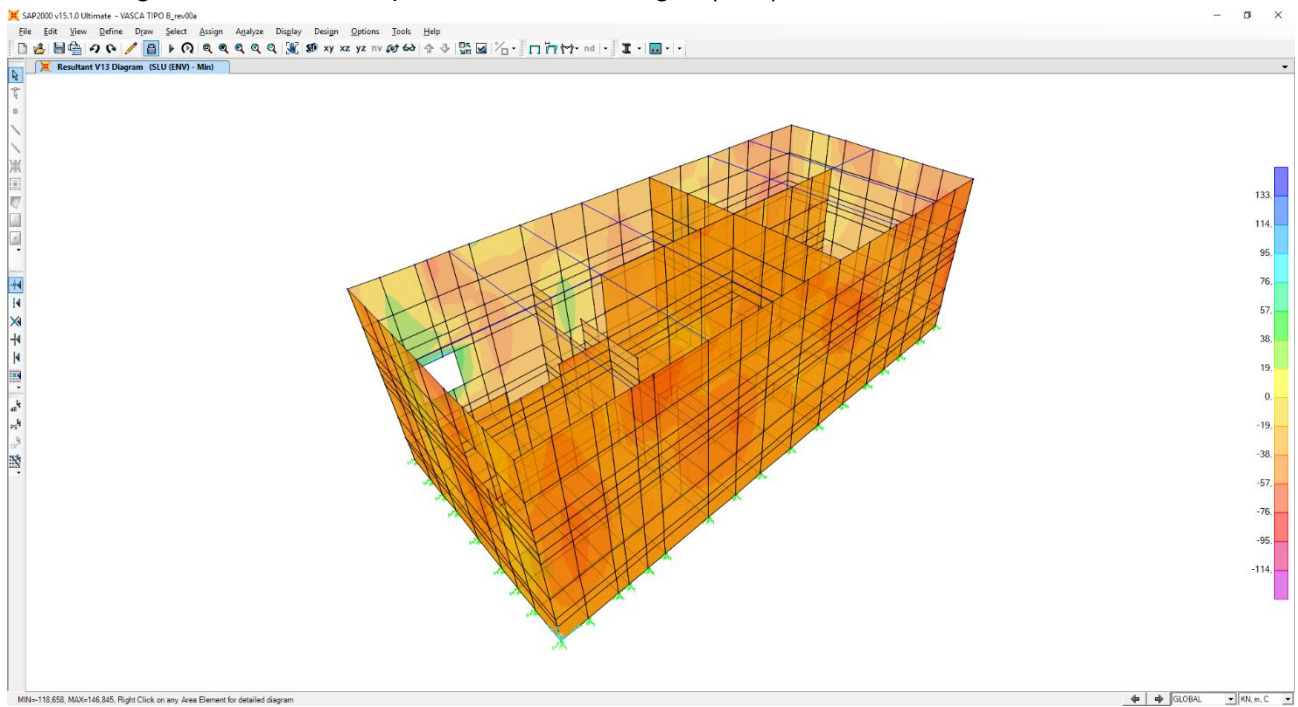 SAP2000 v15.1.0 Ultimate - VASCA TIPO B_rev00a
File Edit View Define Draw Select Assign Analyze Display Design Options Tools Help
xy xz yz nv nd
Resultant V13 Diagram (SLU (ENV) - Min)
133,
114,
95,
76,
57,
38,
19,
0,
-19,
-38,
-57,
-76,
-95,
-114,
all
ps
clr
MIN=-118,658, MAX=146,845, Right Click on any Area Element for detailed diagram
GLOBAL
KN, m, C